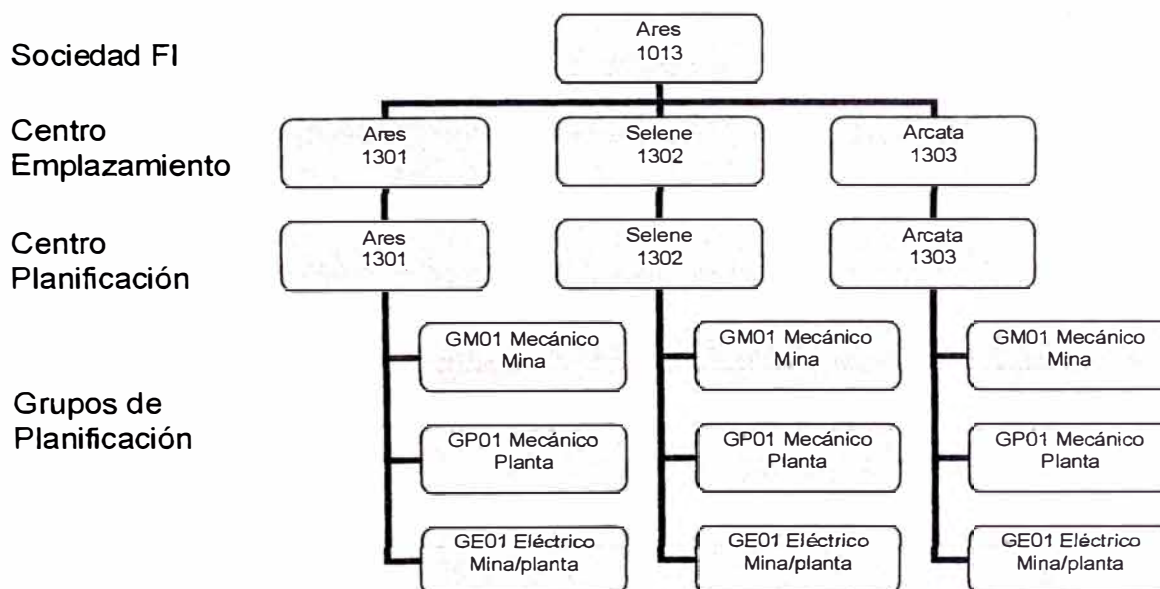 Sociedad FI
Ares
1013
Centro
Emplazamiento
Ares
1301
Selene
1302
Arcata
1303
Centro
Planificación
Ares
1301
Selene
1302
Arcata
1303
Grupos de
Planificación
GM01 Mecánico
Mina
GM01 Mecánico
Mina
GM01 Mecánico
Mina
GP01 Mecánico
Planta
GP01 Mecánico
Planta
GP01 Mecánico
Planta
GE01 Eléctrico
Mina/planta
GE01 Eléctrico
Mina/planta
GE01 Eléctrico
Mina/planta